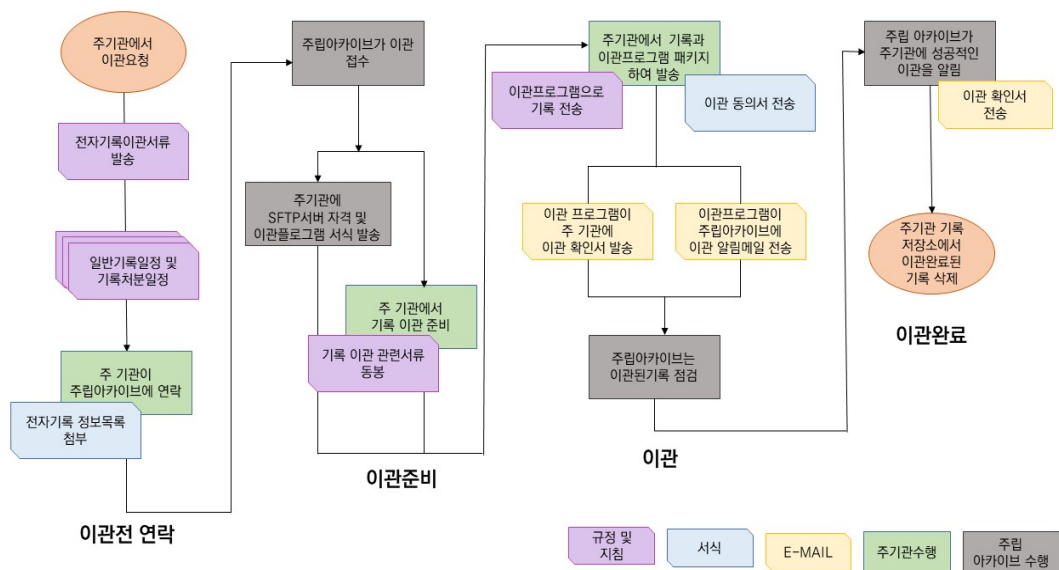 주기관에서
이관요청
전자기록이관서류
발송
일반기록일정 및
기록처분일정
주 기관이
주립아카이브에 연락
전자기록 정보목록
첨부
이관전 연락
주립아카이브가 이관
접수
주기관에
SFTP서버 자격 및
이관플로그램 서식 발송
주 기관에서
기록 이관 준비
기록 이관 관련서류
동봉
이관준비
주기관에서 기록과
이관프로그램 패키지
하여 발송
이관프로그램으로
기록 전송
이관 동의서 전송
이관 프로그램이
주 기관에
이관 확인서 발송
이관프로그램이
주립아카이브에
이관 알림메일 전송
주립아카이브는
이관된기록 점검
이관
주립 아카이브가
주기관에 성공적인
이관을 알림
이관 확인서
전송
주기관 기록
저장소에서
이관완료된
기록 삭제
이관완료
규정 및
지침
서식
E-MAIL
주기관수행
주립
아카이브 수행